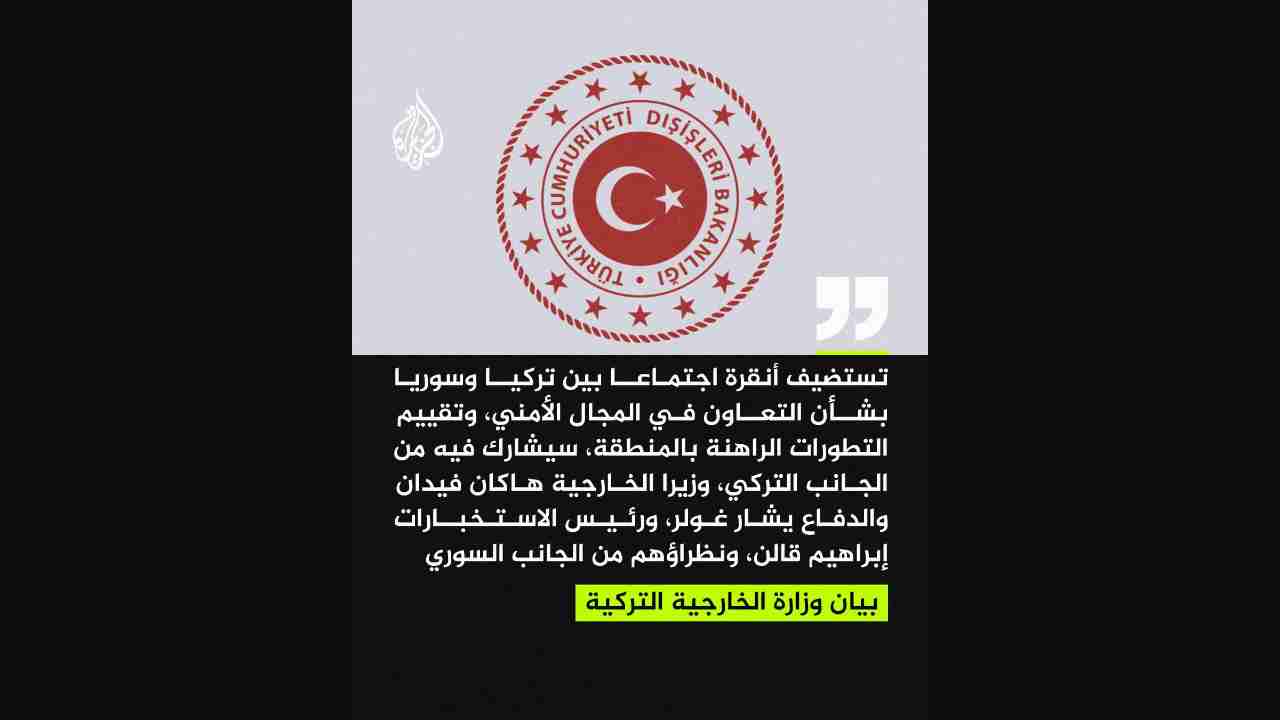 الجزيرة
TÜRKİYE CUMHURİYETİ DIŞİŞLERİ BAKANLIĞI
تستضيف أنقرة اجتماعا بين تركيا وسوريا
بشأن التعاون في المجال الأمني، وتقييم
التطورات الراهنة بالمنطقة، سيشارك فيه من
الجانب التركي، وزيرا الخارجية هاكان فيدان
والدفاع يشار غولر، ورئيس الاستخبارات
إبراهيم قالن، ونظراؤهم من الجانب السوري
بيان وزارة الخارجية التركية